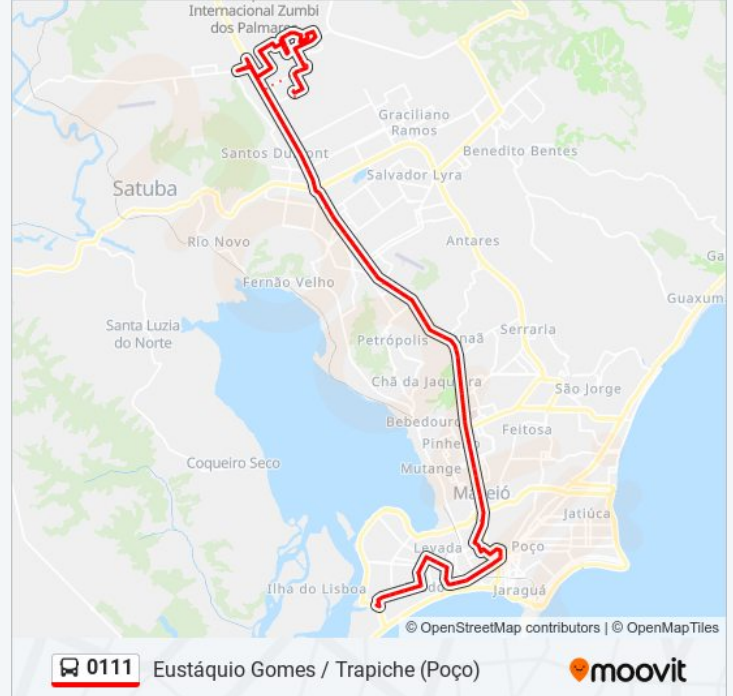 Internacional Zumbi
dos Palmares
Graciliano
Ramos
Santos Dumont
Benedito Bentes
Salvador Lyra
Satuba
Rio Novo
Antares
Fernão Velho
Guaxum
Santa Luzia
do Norte
Serraria
Petrópolis
naã
Chã da Jaqueira
São Jorge
Bebedouro
Feitosa
Pinheiro
Coqueiro Seco
Mutange
Maceió
Jatiúca
Levada
Poço
Ilha do Lisboa
do
Jaraguá
© OpenStreetMap contributors | © OpenMapTiles
0111 Eustáquio Gomes / Trapiche (Poço)
moovit